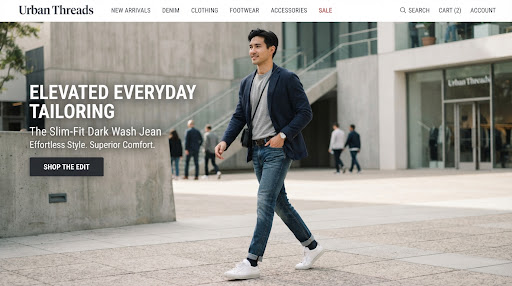 Urban Threads
NEW ARRIVALS DENIM CLOTHING FOOTWEAR ACCESSORIES SALE
SEARCH CART (2) ACCOUNT
Urban Threads
ELEVATED EVERYDAY
TAILORING
The Slim-Fit Dark Wash Jean
Effortless Style. Superior Comfort.
SHOP THE EDIT